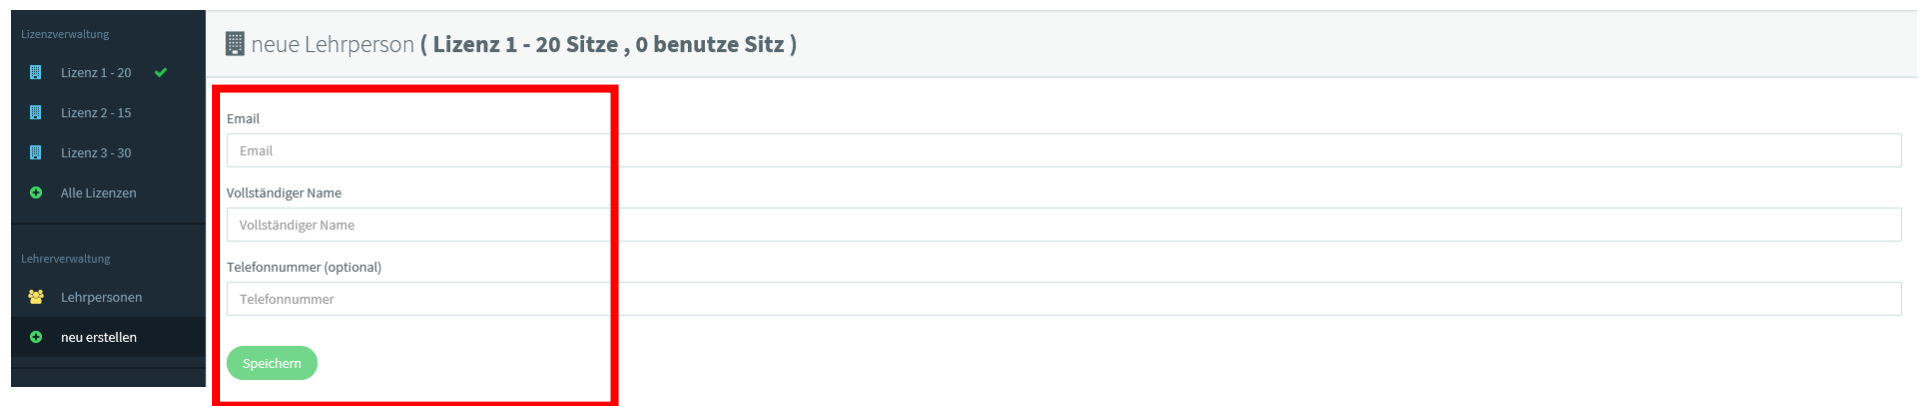 Lizenzverwaltung
Lizenz 1 - 20
Lizenz 2 - 15
Lizenz 3 - 30
Alle Lizenzen
Lehrerverwaltung
Lehrpersonen
neu erstellen
neue Lehrperson ( Lizenz 1 - 20 Sitze , 0 benutze Sitz )
Email
Email
Vollständiger Name
Vollständiger Name
Telefonnummer (optional)
Telefonnummer
Speichern